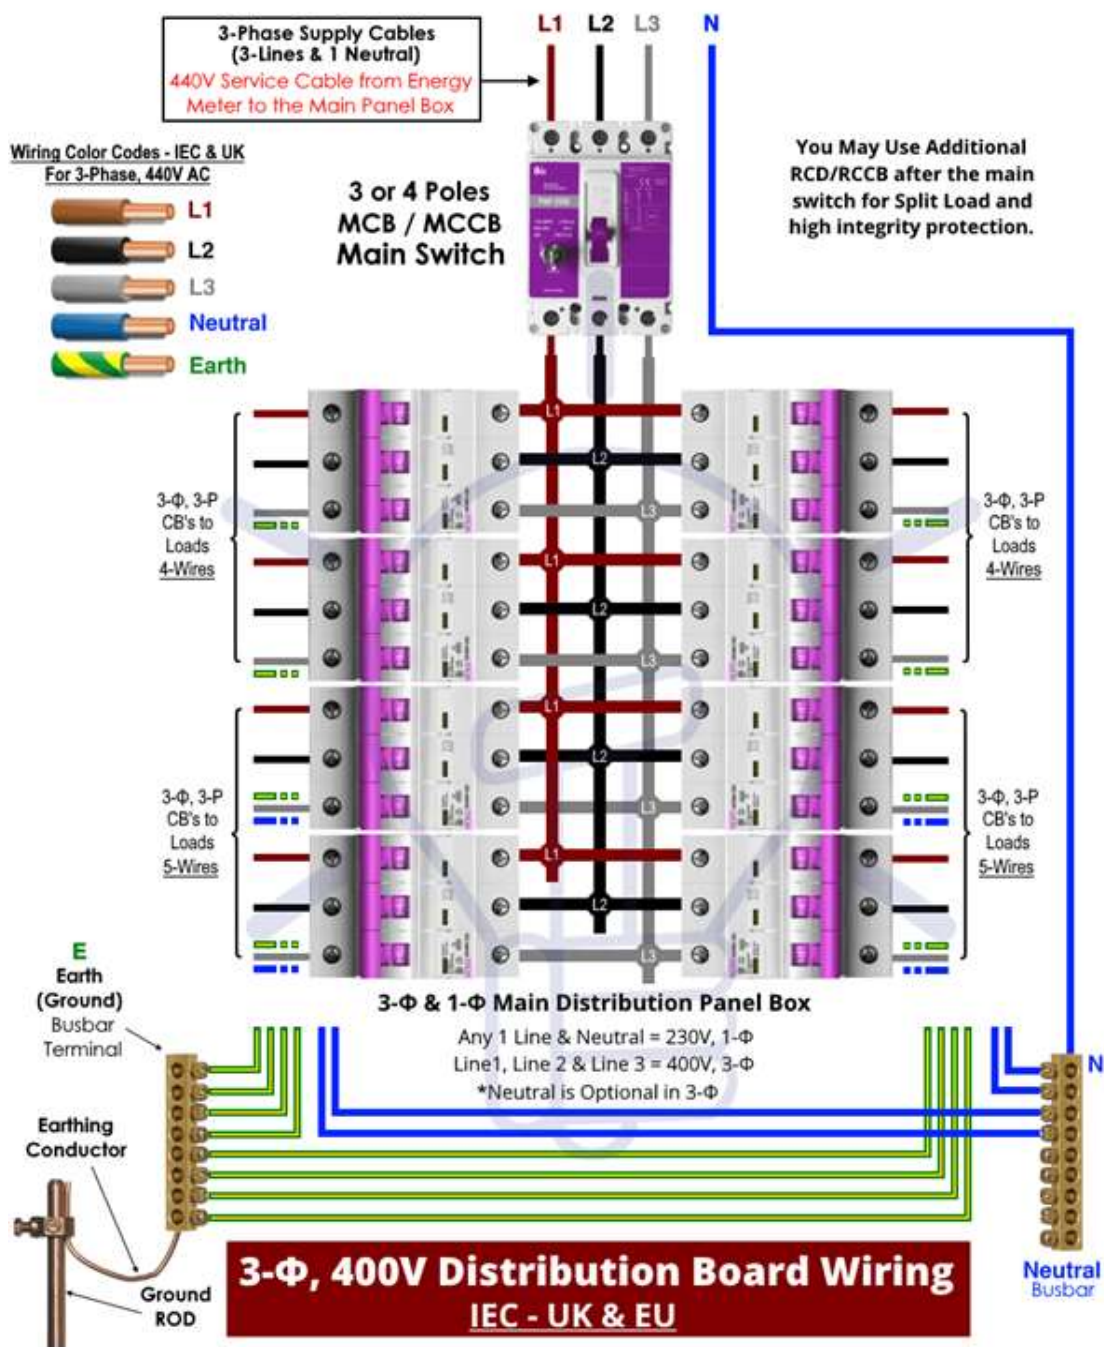 L1 L2 L3 N
3-Phase Supply Cables
(3-Lines & 1 Neutral)
440V Service Cable from Energy
Meter to the Main Panel Box
Wiring Color Codes - IEC & UK
For 3-Phase, 440V AC
L1
L2
L3
Neutral
Earth
3 or 4 Poles
MCB / MCCB
Main Switch
You May Use Additional
RCD/RCCB after the main
switch for Split Load and
high integrity protection.
L1
L2
L3
L1
L2
L3
L1
L2
L3
L1
L2
L3
3-Φ, 3-P
CB's to
Loads
4-Wires
3-Φ, 3-P
CB's to
Loads
4-Wires
3-Φ, 3-P
CB's to
Loads
5-Wires
3-Φ, 3-P
CB's to
Loads
5-Wires
E
Earth
(Ground)
Busbar
Terminal
3-Φ & 1-Φ Main Distribution Panel Box
Any 1 Line & Neutral = 230V, 1-Φ
Line1, Line 2 & Line 3 = 400V, 3-Φ
*Neutral is Optional in 3-Φ
N
Earthing
Conductor
Ground
ROD
Neutral
Busbar
3-Φ, 400V Distribution Board Wiring
IEC - UK & EU